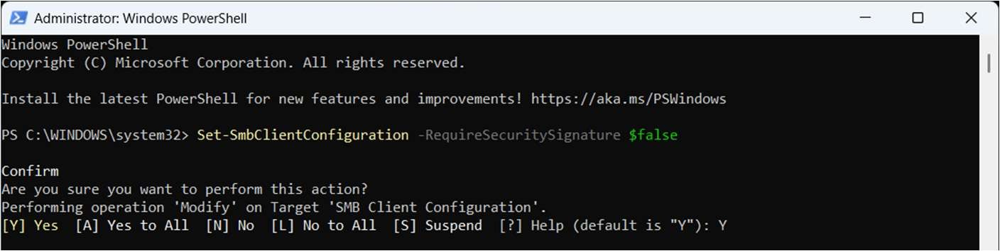 Administrator: Windows PowerShell
Windows PowerShell
Copyright (C) Microsoft Corporation. All rights reserved.
Install the latest PowerShell for new features and improvements! https://aka.ms/PSWindows
PS C:\WINDOWS\system32> Set-SmbClientConfiguration -RequireSecuritySignature $false
Confirm
Are you sure you want to perform this action?
Performing operation 'Modify' on Target 'SMB Client Configuration'.
[Y] Yes  [A] Yes to All  [N] No  [L] No to All  [S] Suspend  [?] Help (default is "Y"): Y